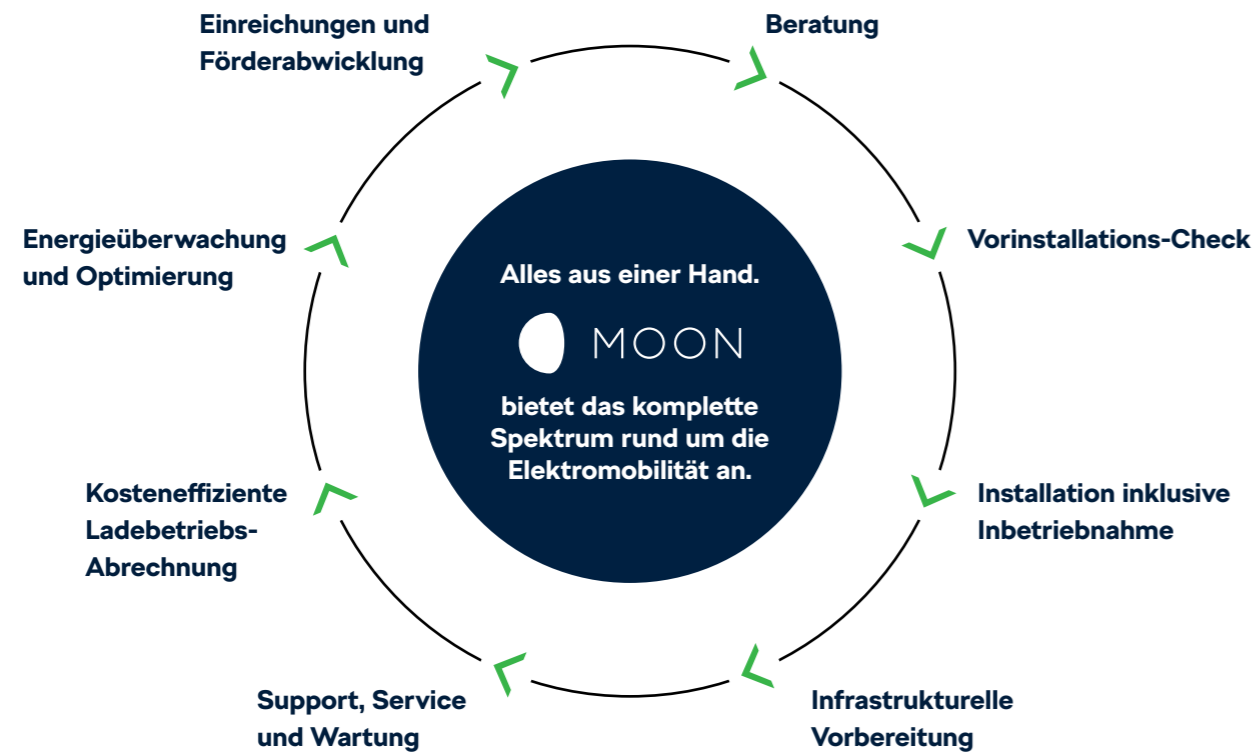 Einreichungen und
Förderabwicklung
Beratung
Energieüberwachung
und Optimierung
Vorinstallations-Check
Alles aus einer Hand.
MOON
bietet das komplette
Spektrum rund um die
Elektromobilität an.
Kosteneffiziente
Ladebetriebs-
Abrechnung
Installation inklusive
Inbetriebnahme
Support, Service
und Wartung
Infrastrukturelle
Vorbereitung